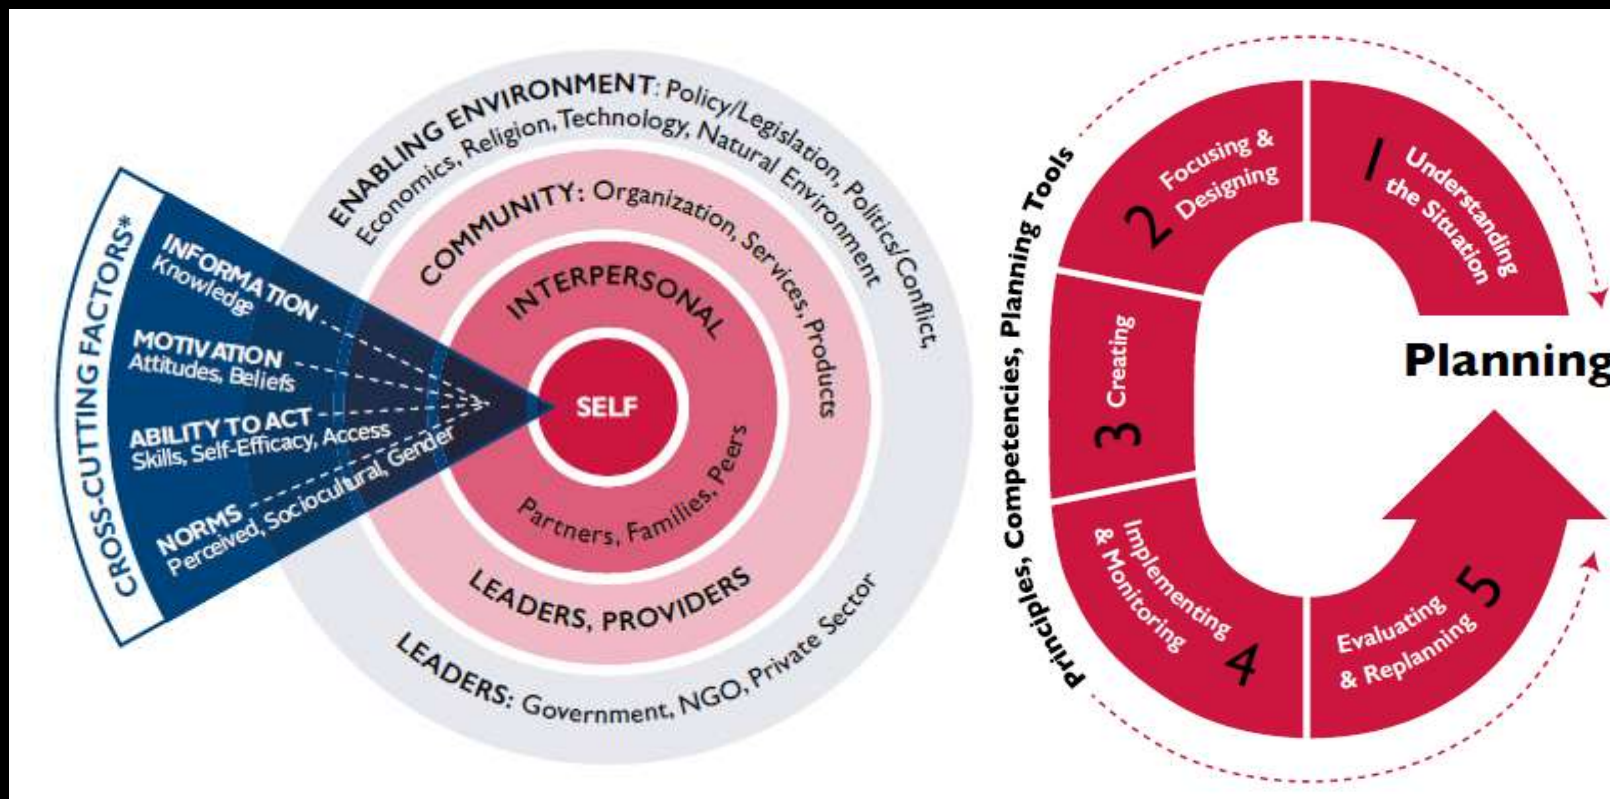 ENABLING ENVIRONMENT: Policy/Legislation, Politics/Conflict,
Economics, Religion, Technology, Natural Environment
COMMUNITY: Organization, Services, Products
INTERPERSONAL
SELF
Partners, Families, Peers
LEADERS, PROVIDERS
LEADERS: Government, NGO, Private Sector
CROSS-CUTTING FACTORS*
INFORMATION
Knowledge
MOTIVATION
Attitudes, Beliefs
ABILITY TO ACT
Skills, Self-Efficacy, Access
NORMS
Perceived, Sociocultural, Gender
Principles, Competencies, Planning Tools
1
Understanding
the Situation
2
Focusing &
Designing
3
Creating
4
Implementing
& Monitoring
5
Evaluating
& Replanning
Planning